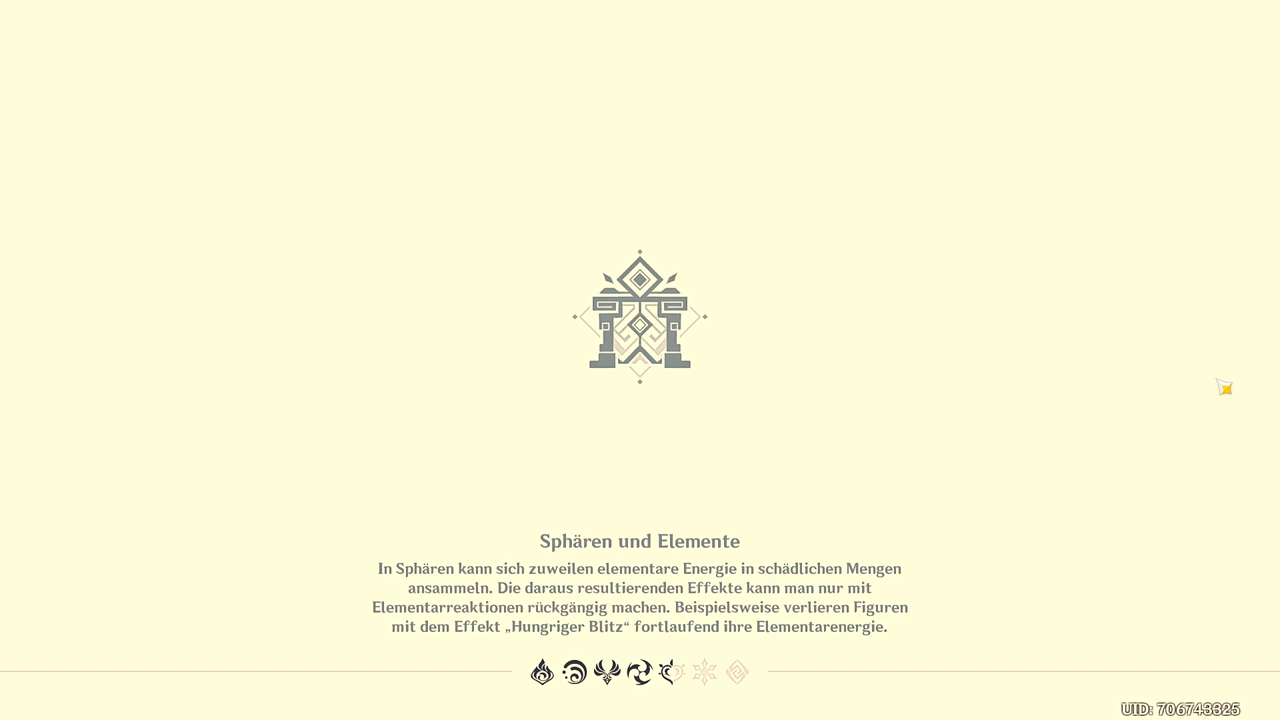 Sphären und Elemente
In Sphären kann sich zuweilen elementare Energie in schädlichen Mengen
ansammeln. Die daraus resultierenden Effekte kann man nur mit
Elementarreaktionen rückgängig machen. Beispielsweise verlieren Figuren
mit dem Effekt „Hungriger Blitz“ fortlaufend ihre Elementarenergie.
UID: 706743325